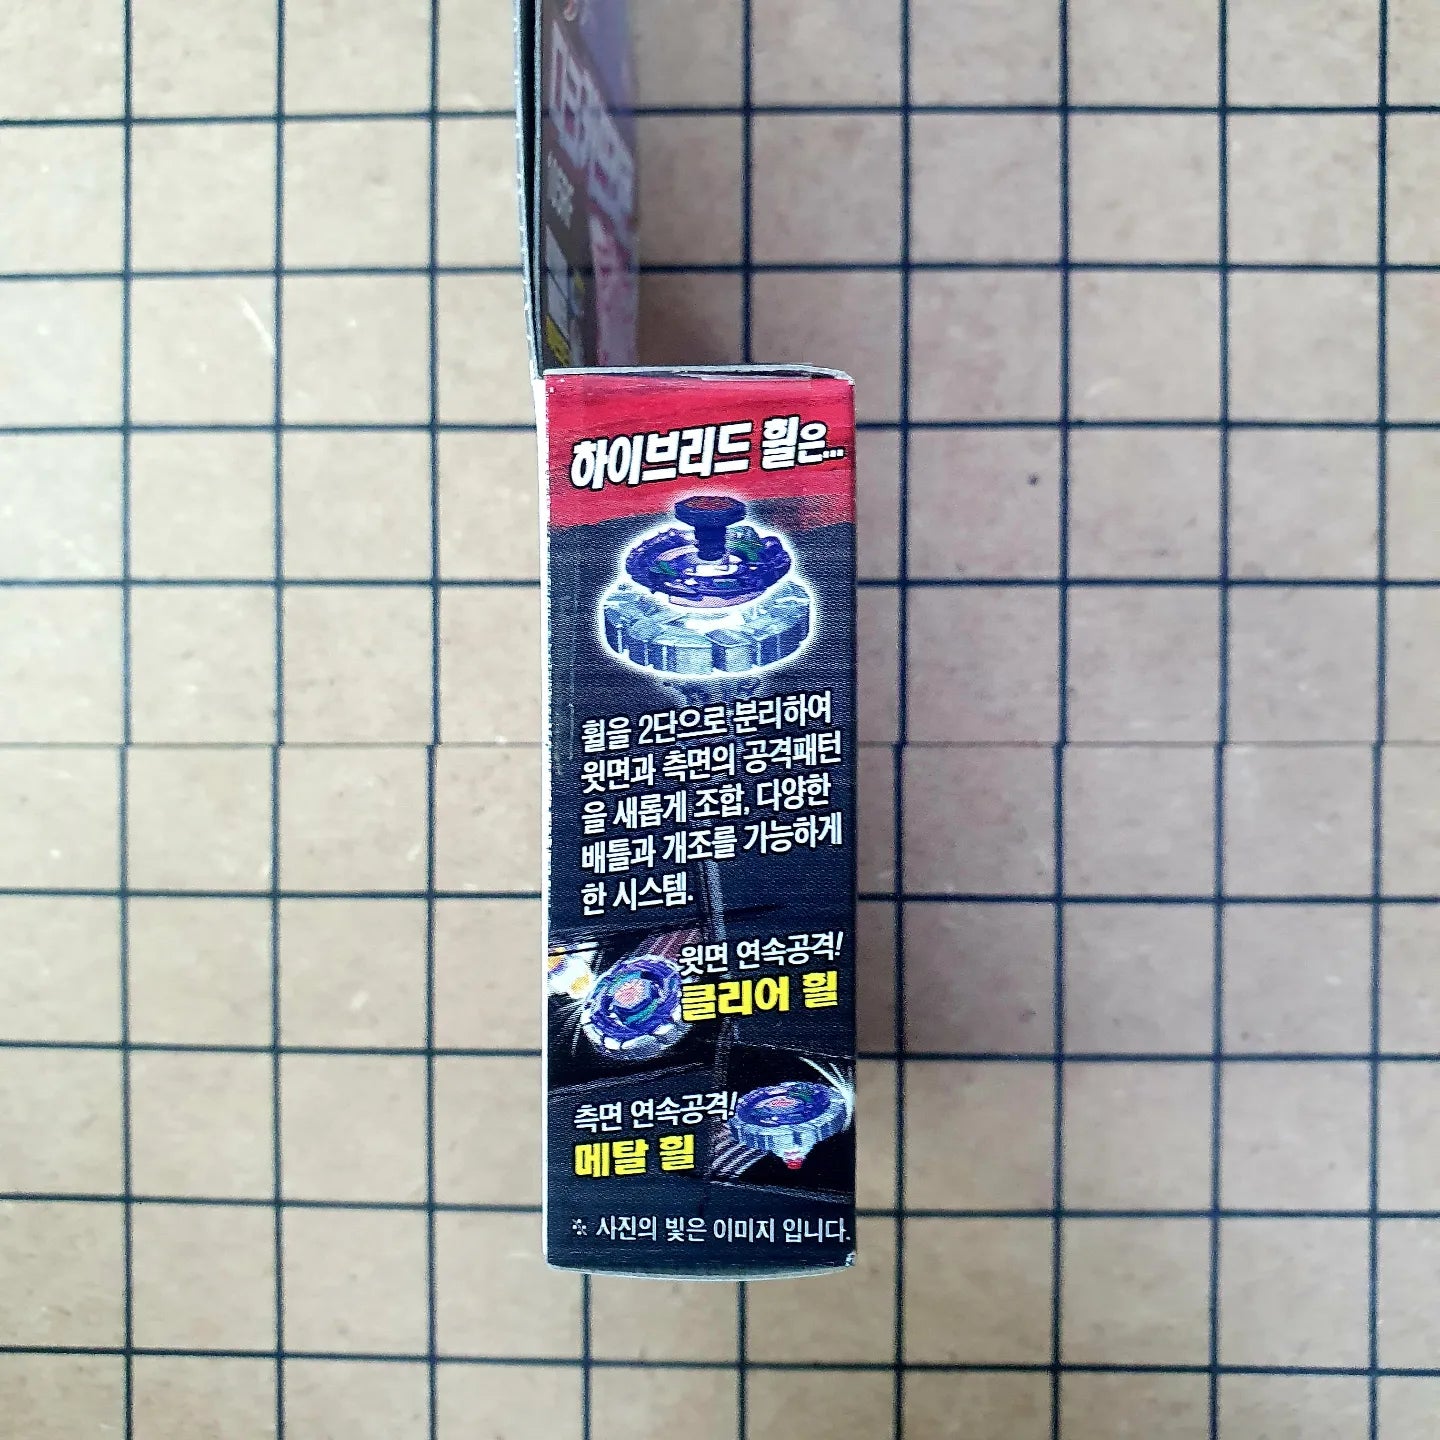 하이브리드 휠은...
휠을 2단으로 분리하여
윗면과 측면의 공격패턴
을 새롭게 조합, 다양한
배틀과 개조를 가능하게
한 시스템.
윗면 연속공격!
클리어 휠
측면 연속공격!
메탈 휠
※ 사진의 빛은 이미지 입니다.